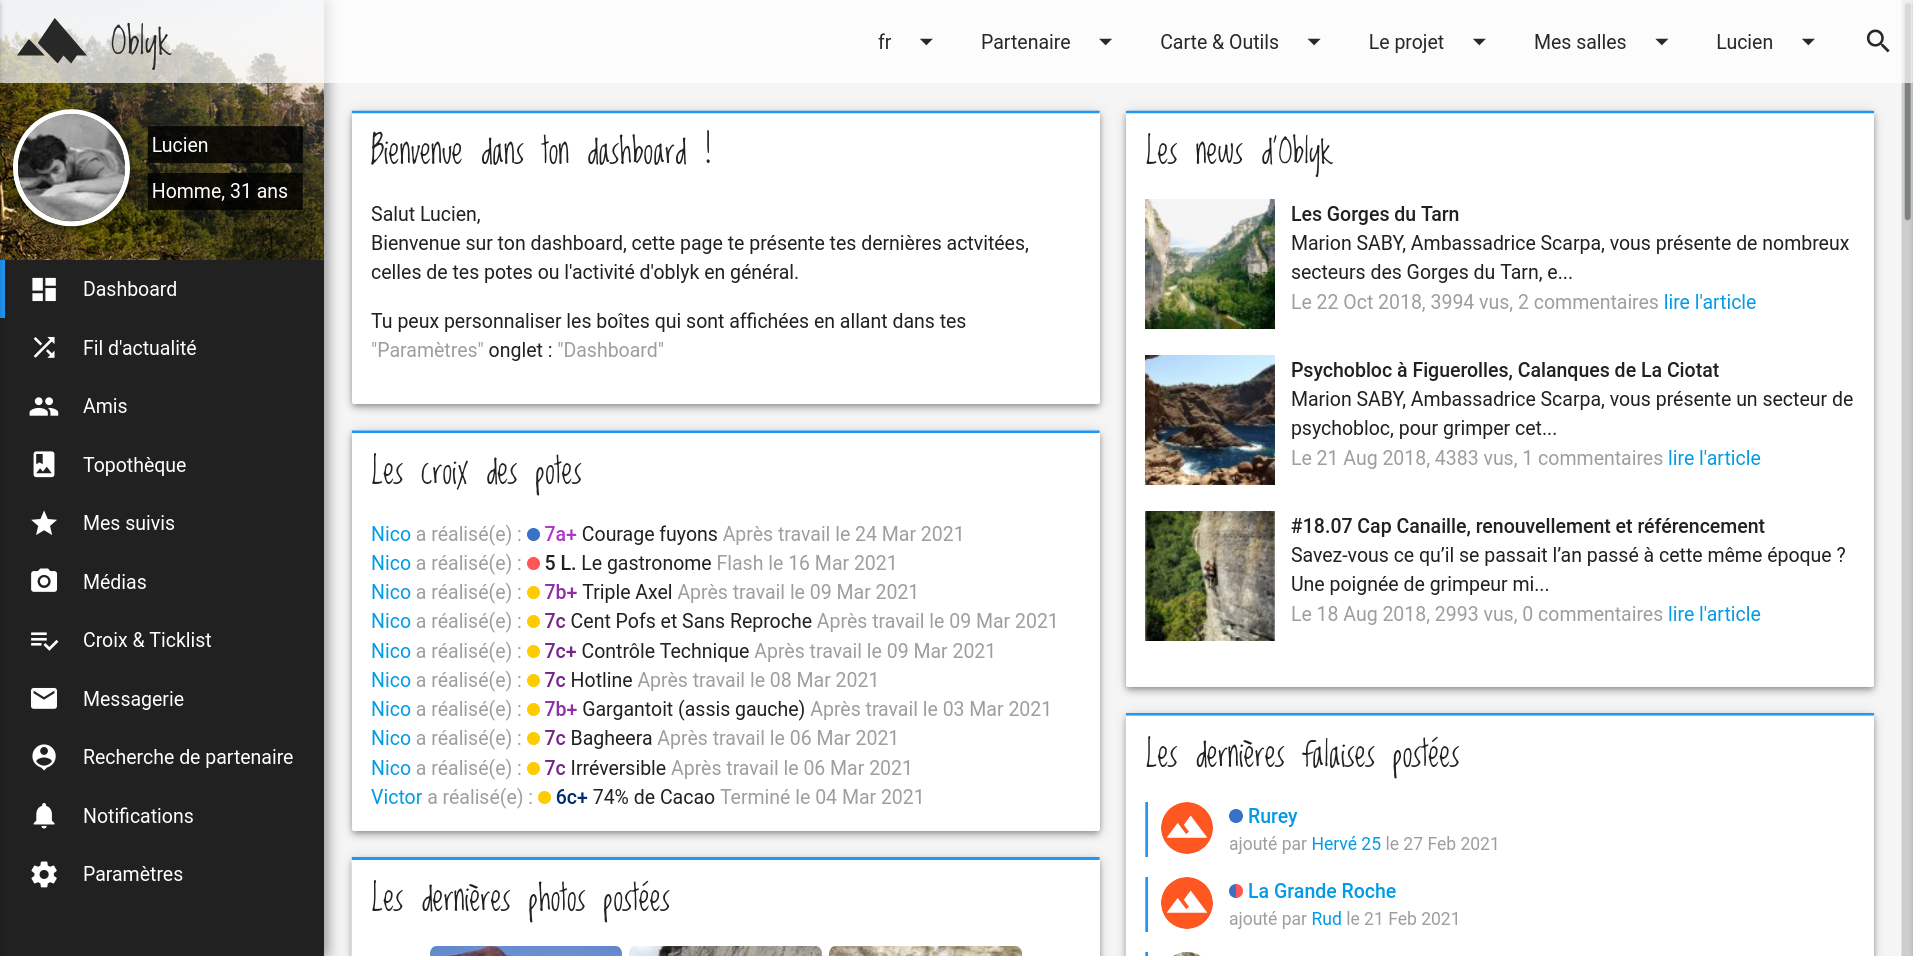 Oblyk
fr
Partenaire
Carte & Outils
Le projet
Mes salles
Lucien
Lucien
Homme, 31 ans
Dashboard
Fil d'actualité
Amis
Topothèque
Mes suivis
Médias
Croix & Ticklist
Messagerie
Recherche de partenaire
Notifications
Paramètres
Bienvenue dans ton dashboard !
Salut Lucien,
Bienvenue sur ton dashboard, cette page te présente tes dernières actvitées,
celles de tes potes ou l'activité d'oblyk en général.
Tu peux personnaliser les boîtes qui sont affichées en allant dans tes
"Paramètres" onglet : "Dashboard"
Les croix des potes
Nico a réalisé(e) : 7a+ Courage fuyons Après travail le 24 Mar 2021
Nico a réalisé(e) : 5 L. Le gastronome Flash le 16 Mar 2021
Nico a réalisé(e) : 7b+ Triple Axel Après travail le 09 Mar 2021
Nico a réalisé(e) : 7c Cent Pofs et Sans Reproche Après travail le 09 Mar 2021
Nico a réalisé(e) : 7c+ Contrôle Technique Après travail le 09 Mar 2021
Nico a réalisé(e) : 7c Hotline Après travail le 08 Mar 2021
Nico a réalisé(e) : 7b+ Gargantoit (assis gauche) Après travail le 03 Mar 2021
Nico a réalisé(e) : 7c Bagheera Après travail le 06 Mar 2021
Nico a réalisé(e) : 7c Irréversible Après travail le 06 Mar 2021
Victor a réalisé(e) : 6c+ 74% de Cacao Terminé le 04 Mar 2021
Les dernières photos postées
Les news d'Oblyk
Les Gorges du Tarn
Marion SABY, Ambassadrice Scarpa, vous présente de nombreux
secteurs des Gorges du Tarn, e...
Le 22 Oct 2018, 3994 vus, 2 commentaires lire l'article
Psychobloc à Figuerolles, Calanques de La Ciotat
Marion SABY, Ambassadrice Scarpa, vous présente un secteur de
psychobloc, pour grimper cet...
Le 21 Aug 2018, 4383 vus, 1 commentaires lire l'article
#18.07 Cap Canaille, renouvellement et référencement
Savez-vous ce qu’il se passait l’an passé à cette même époque ?
Une poignée de grimpeur mi...
Le 18 Aug 2018, 2993 vus, 0 commentaires lire l'article
Les dernières falaises postées
Rurey
ajouté par Hervé 25 le 27 Feb 2021
La Grande Roche
ajouté par Rud le 21 Feb 2021